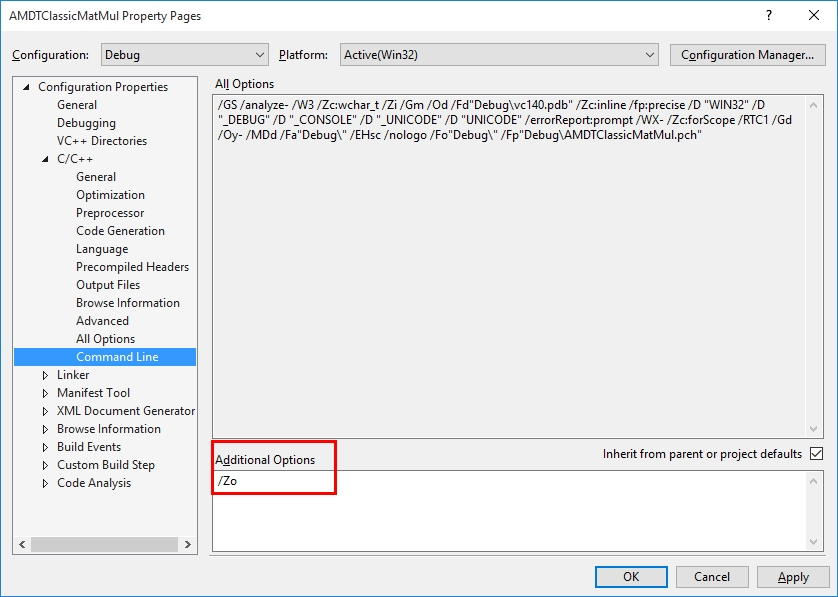 AMDTClassicMatMul Property Pages
?
Configuration: Debug Platform: Active(Win32) Configuration Manager...
Configuration Properties
General
Debugging
VC++ Directories
C/C++
General
Optimization
Preprocessor
Code Generation
Language
Precompiled Headers
Output Files
Browse Information
Advanced
All Options
Command Line
Linker
Manifest Tool
XML Document Generator
Browse Information
Build Events
Custom Build Step
Code Analysis
All Options
/GS /analyze- /W3 /Zc:wchar_t /Zi /Gm /Od /Fd"Debug\vc140.pdb" /Zc:inline /fp:precise /D "WIN32" /D
"_DEBUG" /D "_CONSOLE" /D "_UNICODE" /D "UNICODE" /errorReport:prompt /WX- /Zc:forScope /RTC1 /Gd
/Oy- /MDd /Fa"Debug\" /EHsc /nologo /Fo"Debug\" /Fp"Debug\AMDTClassicMatMul.pch"
Additional Options
Inherit from parent or project defaults
/Zo
OK Cancel Apply